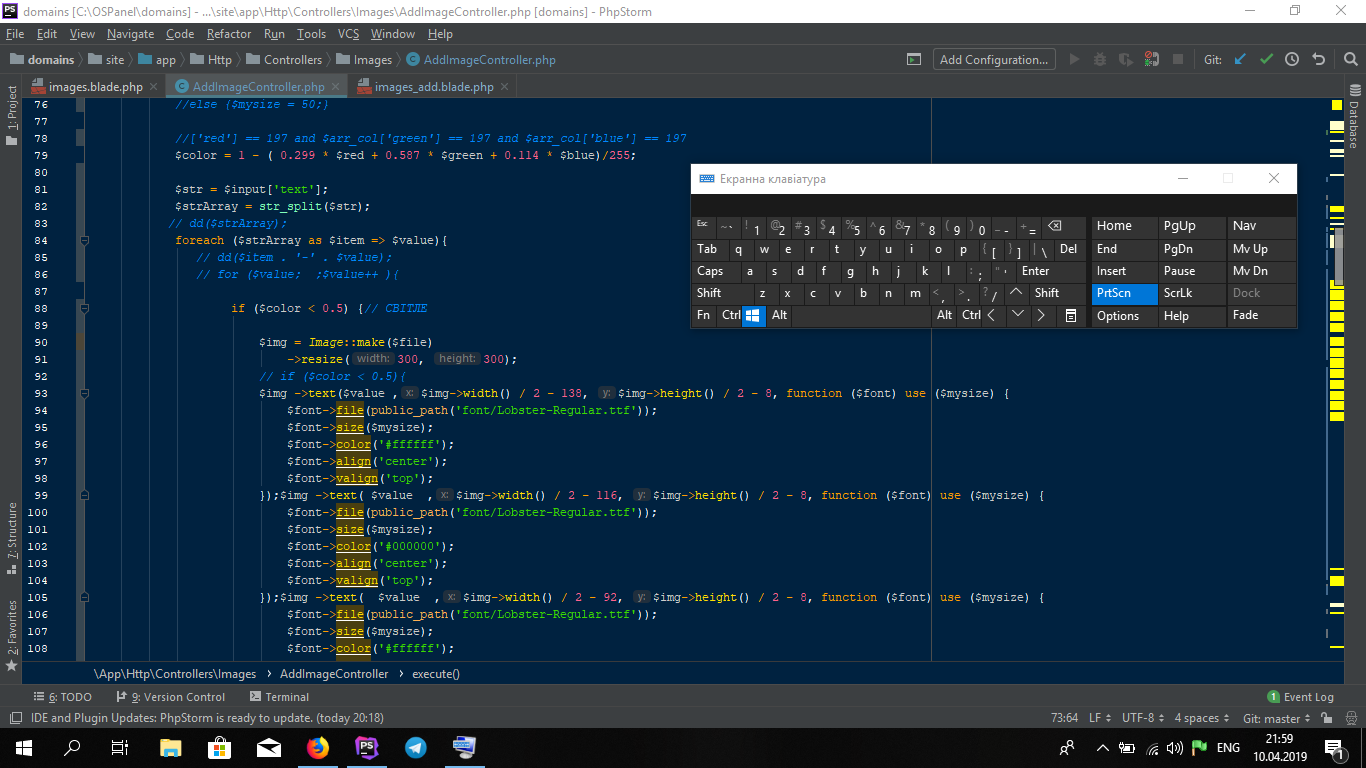 domains [C:\OSPanel\domains] - ...\site\app\Http\Controllers\Images\AddImageController.php [domains] - PhpStorm
File Edit View Navigate Code Refactor Run Tools VCS Window Help
domains site app Http Controllers Images AddImageController.php Add Configuration... Git:
images.blade.php AddImageController.php images_add.blade.php
1: Project
Database
76 //else {$mysize = 50;}
77
78 //['red'] == 197 and $arr_col['green'] == 197 and $arr_col['blue'] == 197
79 $color = 1 - ( 0.299 * $red + 0.587 * $green + 0.114 * $blue)/255;
80
81 $str = $input['text'];
82 $strArray = str_split($str);
83 // dd($strArray);
84 foreach ($strArray as $item => $value){
85 // dd($item . '-' . $value);
86 // for ($value; ;$value++ ){
87
88 if ($color < 0.5) {// СВІТЛЕ
89
90 $img = Image::make($file)
91 ->resize( width: 300, height: 300);
92 // if ($color < 0.5){
93 $img ->text($value , x: $img->width() / 2 - 138, y: $img->height() / 2 - 8, function ($font) use ($mysize) {
94 $font->file(public_path('font/Lobster-Regular.ttf'));
95 $font->size($mysize);
96 $font->color('#ffffff');
97 $font->align('center');
98 $font->valign('top');
99 });$img ->text( $value , x: $img->width() / 2 - 116, y: $img->height() / 2 - 8, function ($font) use ($mysize) {
100 $font->file(public_path('font/Lobster-Regular.ttf'));
101 $font->size($mysize);
102 $font->color('#000000');
103 $font->align('center');
104 $font->valign('top');
105 });$img ->text( $value , x: $img->width() / 2 - 92, y: $img->height() / 2 - 8, function ($font) use ($mysize) {
106 $font->file(public_path('font/Lobster-Regular.ttf'));
107 $font->size($mysize);
108 $font->color('#ffffff');
Екранна клавіатура
Esc ~ ` ! 1 @ 2 # 3 $ 4 % 5 ^ 6 & 7 * 8 ( 9 ) 0 _ - + = Home PgUp Nav
Tab q w e r t y u i o p { [ } ] | \ Del End PgDn Mv Up
Caps a s d f g h j k l : ; " ' Enter Insert Pause Mv Dn
Shift z x c v b n m < , > . ? / Shift PrtScn ScrLk Dock
Fn Ctrl Alt Alt Ctrl Options Help Fade
7: Structure
2: Favorites
\App\Http\Controllers\Images › AddImageController › execute()
6: TODO 9: Version Control Terminal 1 Event Log
IDE and Plugin Updates: PhpStorm is ready to update. (today 20:18) 73:64 LF UTF-8 4 spaces Git: master
ENG 21:59
10.04.2019 1